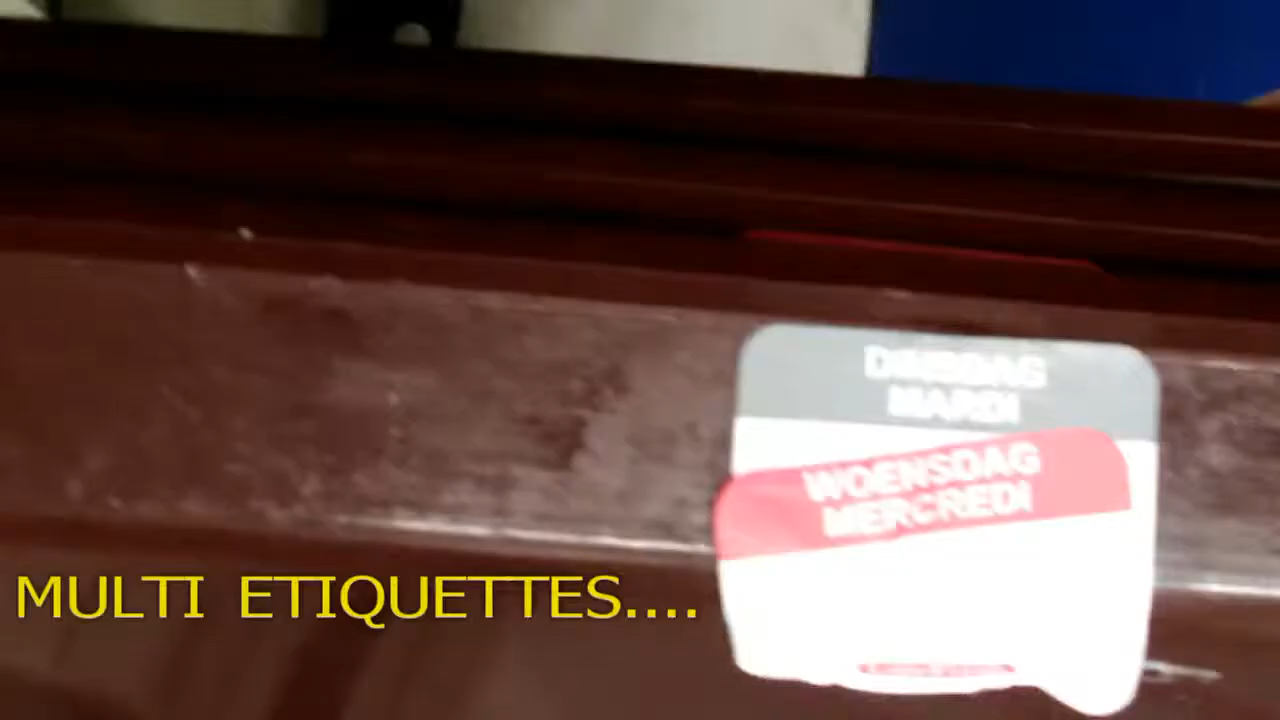 DINSDAG
MARDI
WOENSDAG
MERCREDI
MULTI ETIQUETTES....